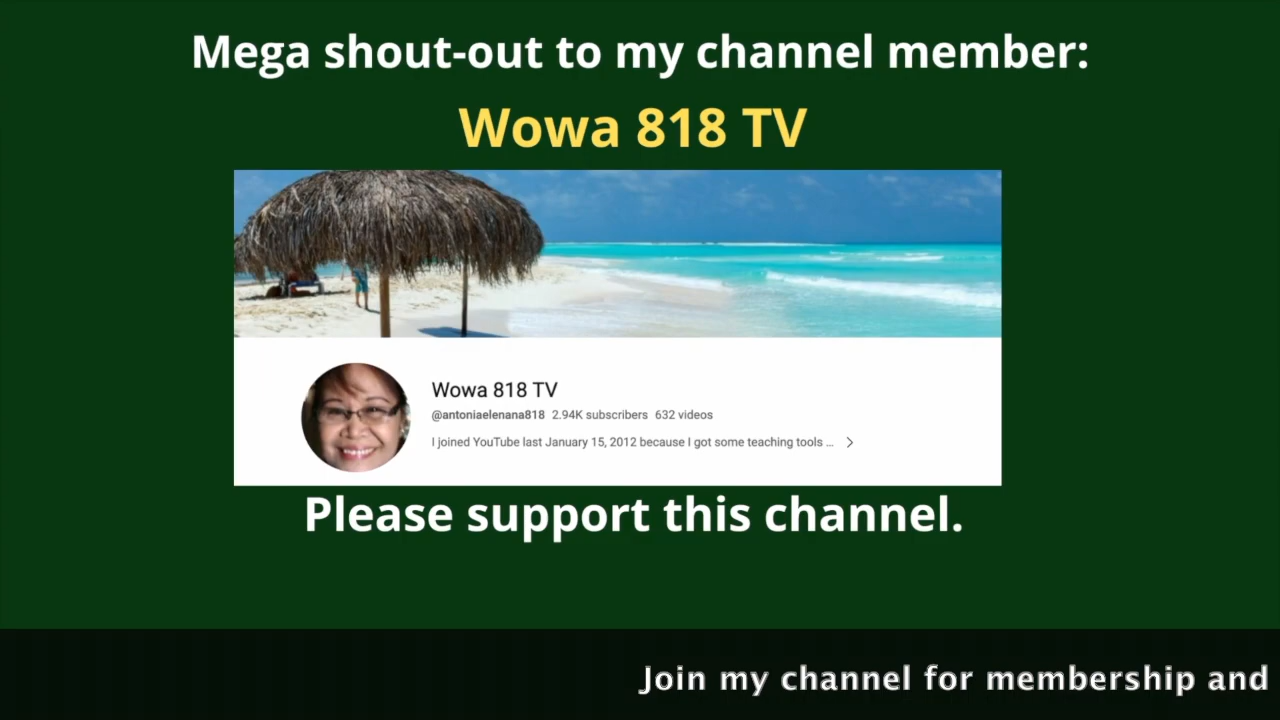 Mega shout-out to my channel member:
Wowa 818 TV
Wowa 818 TV
@antoniaelenana818 2.94K subscribers 632 videos
I joined YouTube last January 15, 2012 because I got some teaching tools ...
Please support this channel.
Join my channel for membership and